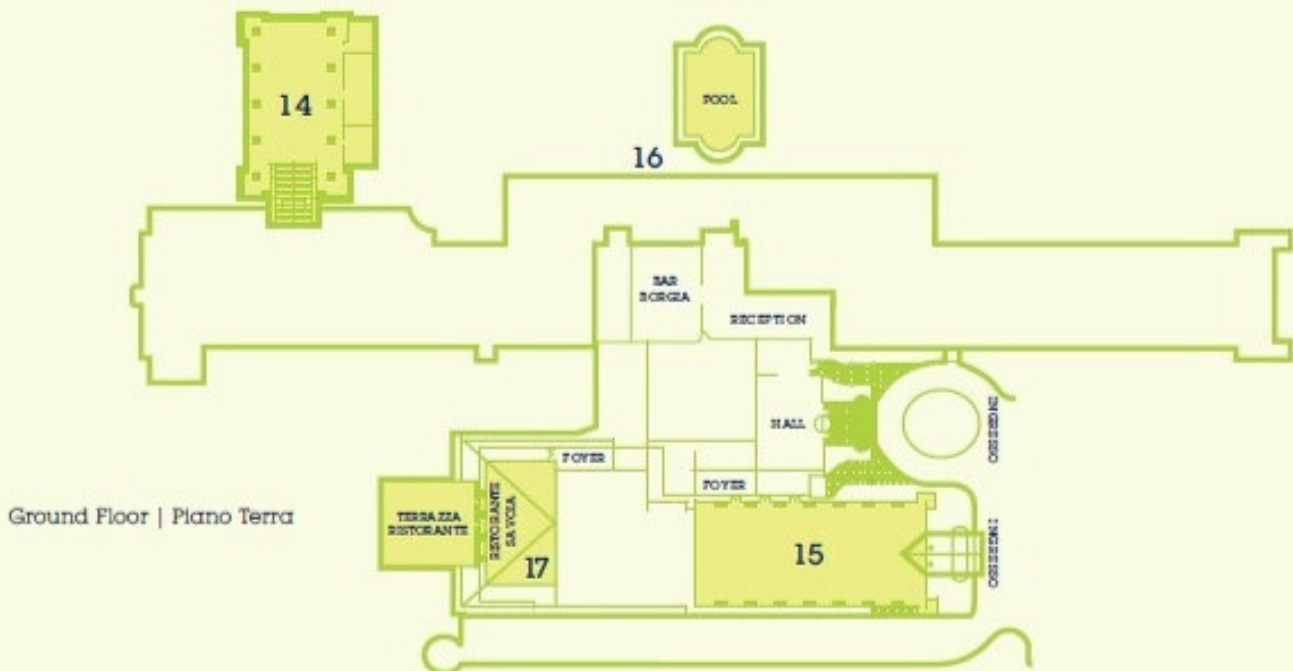 14
POOL
16
BAR
BORGIA
RECEPTION
HALL
INGRESSO
FOYER
FOYER
Ground Floor | Piano Terra
TERRAZZA
RISTORANTE
RISTORANTE
SAVOIA
17
15
INGRESSO